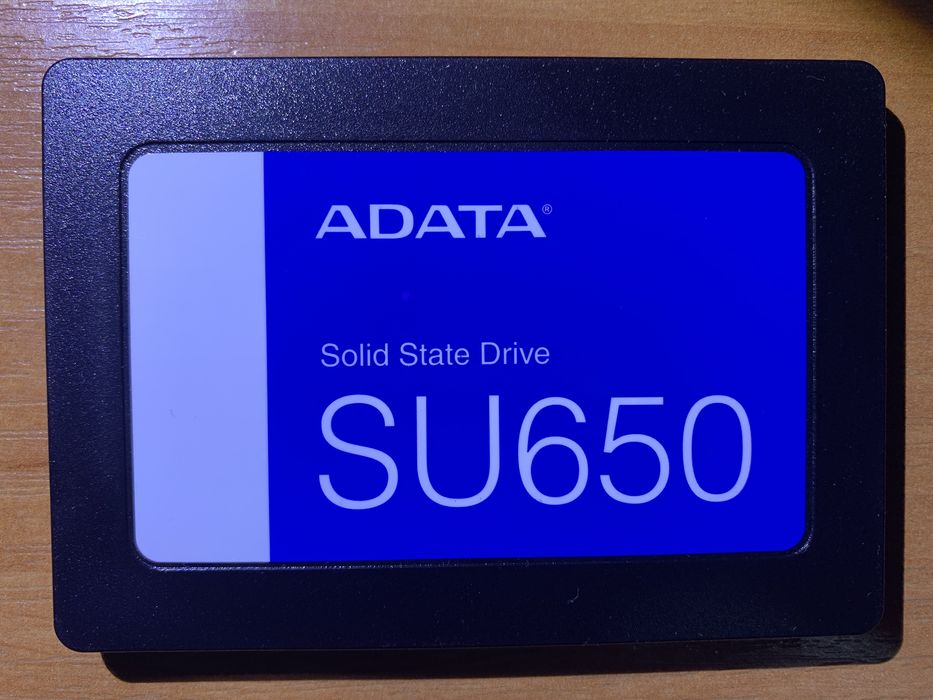 ADATA®
Solid State Drive
SU650